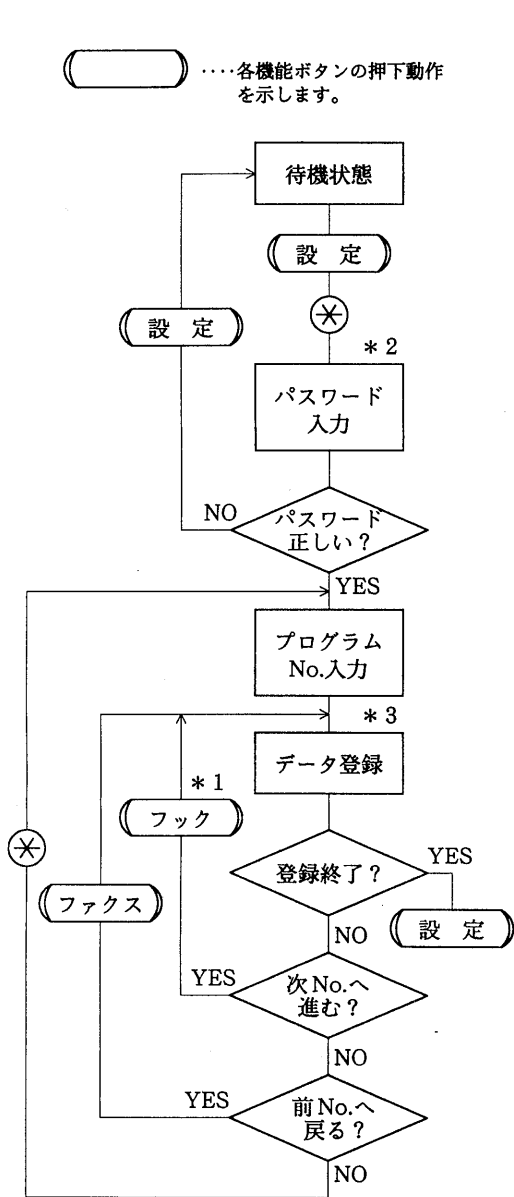 ‥‥各機能ボタンの押下動作
を示します。
待機状態
設 定
設 定
＊
＊2
パスワード
入力
NO
パスワード
正しい？
YES
プログラム
No.入力
＊3
データ登録
＊1
フック
＊
登録終了？
YES
ファクス
設 定
NO
YES
次No.へ
進む？
NO
YES
前No.へ
戻る？
NO